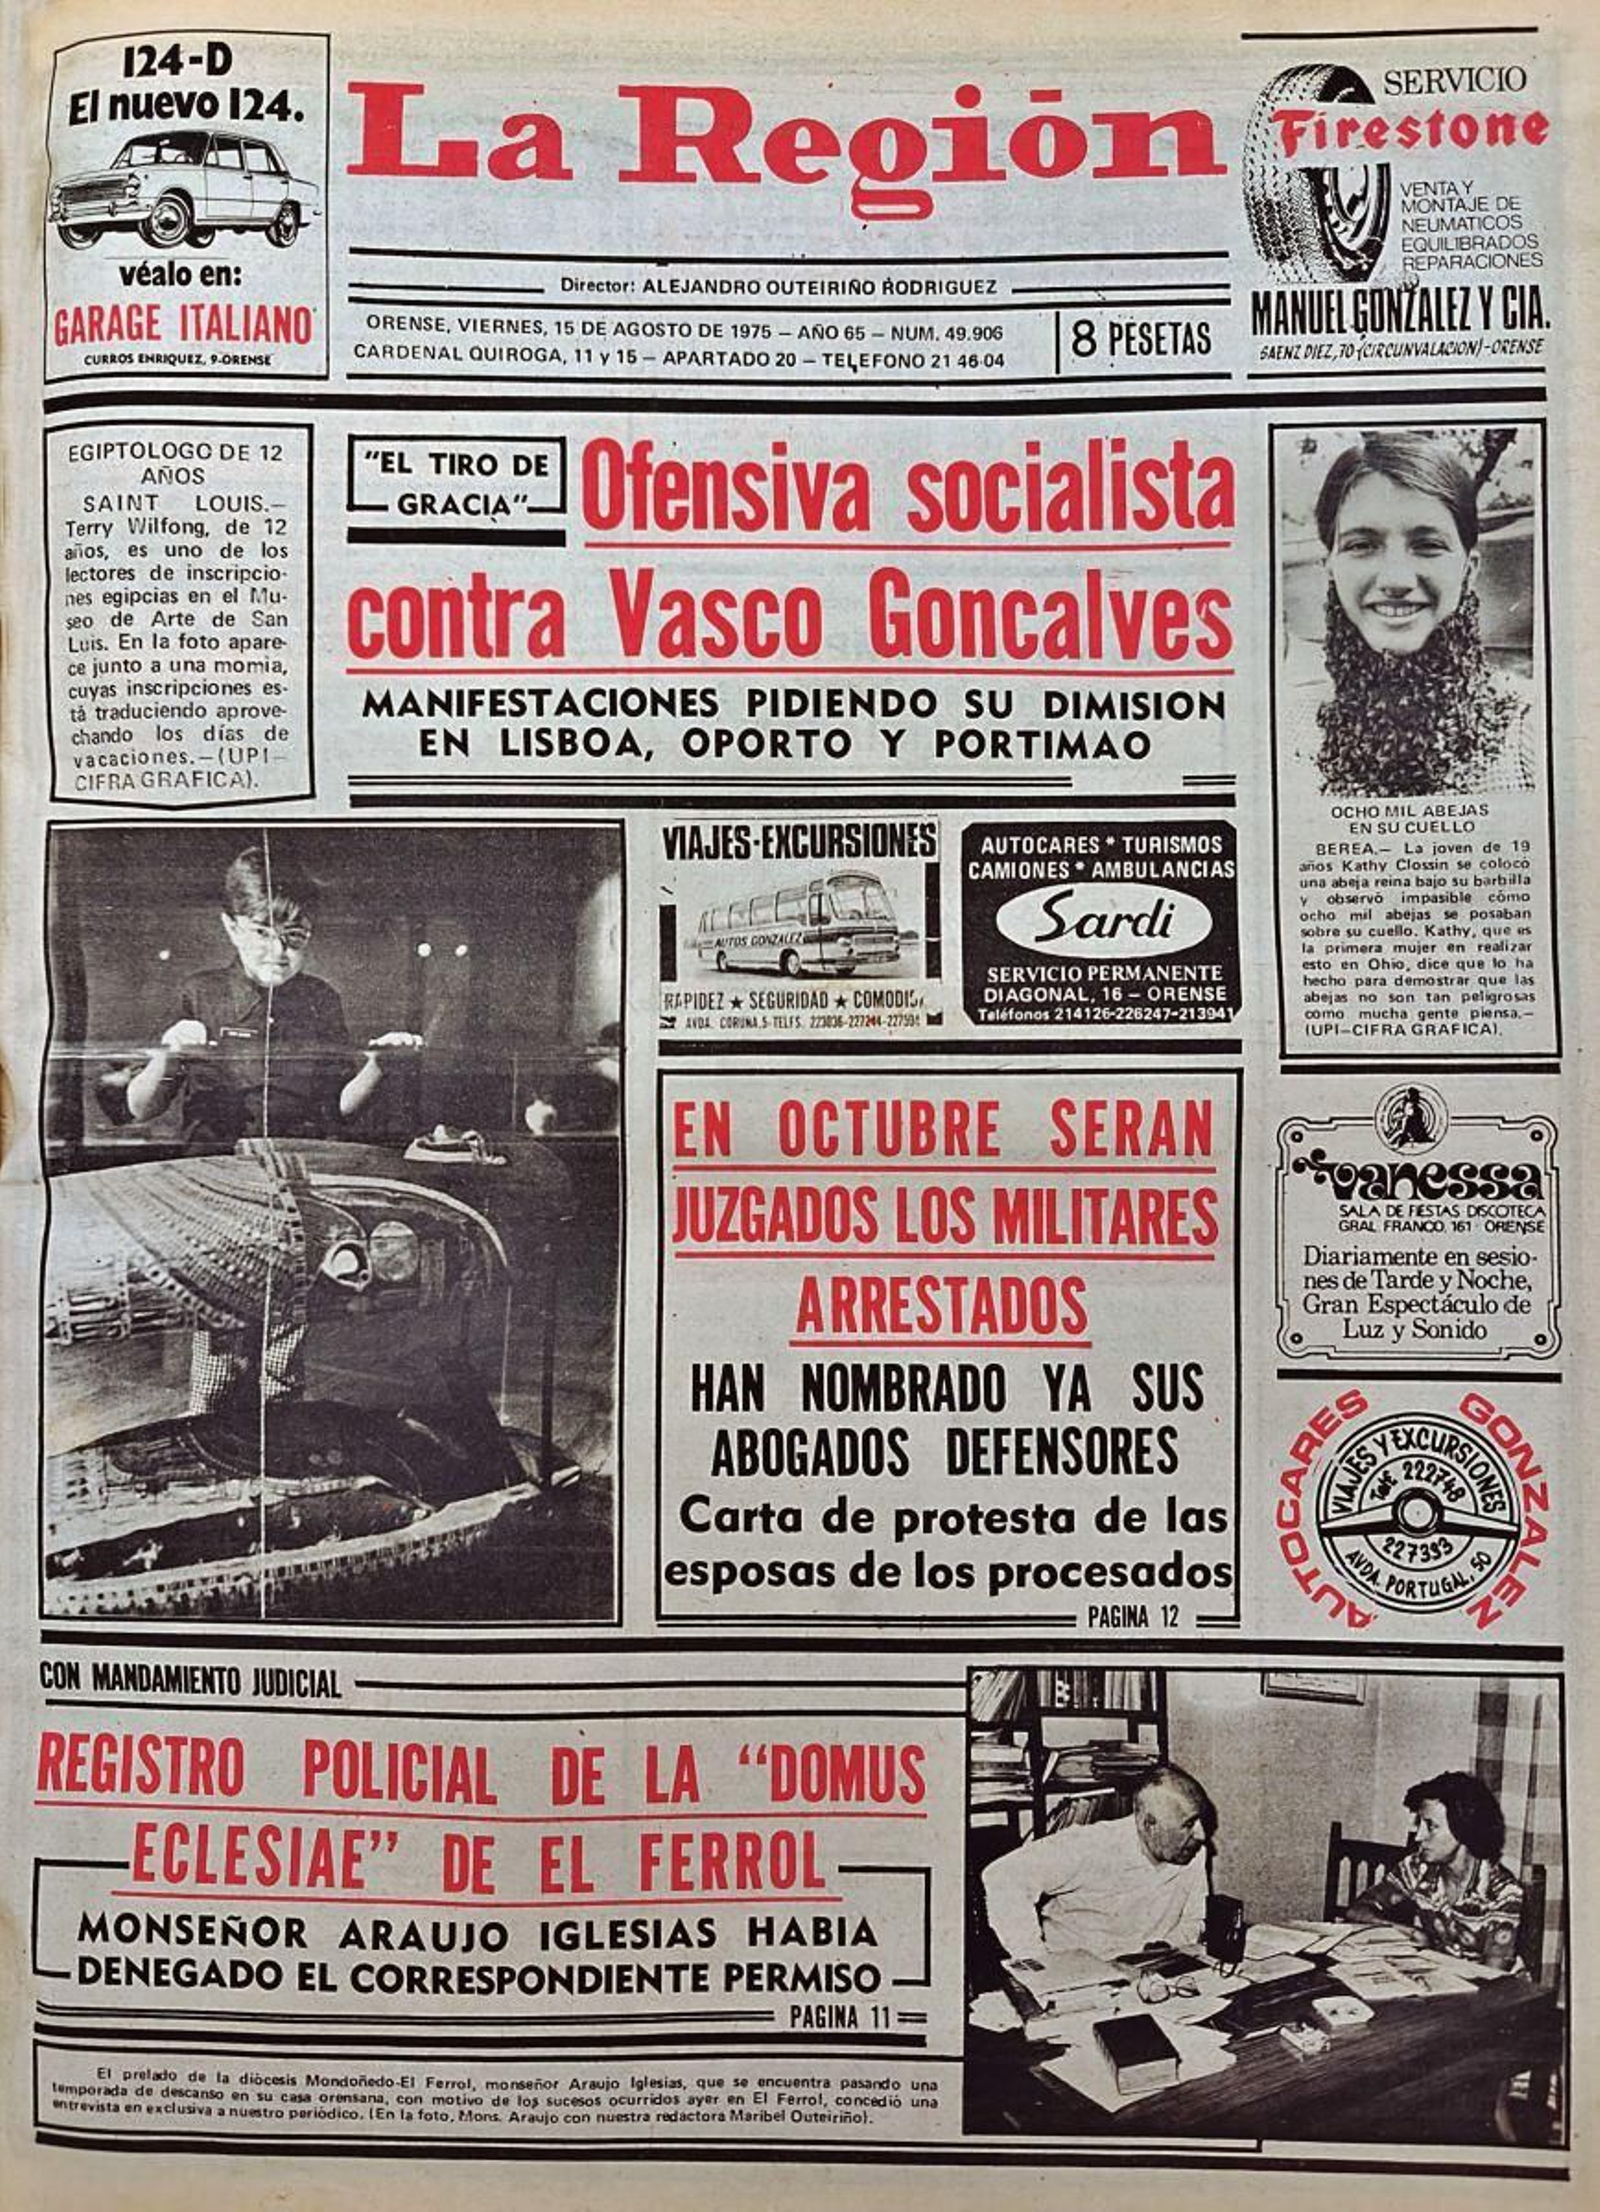 124-D
El nuevo 124.
véalo en:
GARAGE ITALIANO
CURROS ENRIQUEZ, 9-ORENSE
La Región
Director: ALEJANDRO OUTEIRIÑO RODRIGUEZ
ORENSE, VIERNES, 15 DE AGOSTO DE 1975 — AÑO 65 — NUM. 49.906
CARDENAL QUIROGA, 11 y 15 — APARTADO 20 — TELEFONO 21 46 04
8 PESETAS
SERVICIO
Firestone
VENTA Y
MONTAJE DE
NEUMATICOS
EQUILIBRADOS
REPARACIONES
MANUEL GONZALEZ Y CIA.
SAENZ DIEZ, 70-(CIRCUNVALACION)-ORENSE
EGIPTOLOGO DE 12
AÑOS
SAINT LOUIS.—
Terry Wilfong, de 12
años, es uno de los
lectores de inscripcio-
nes egipcias en el Mu-
seo de Arte de San
Luis. En la foto apare-
ce junto a una momia,
cuyas inscripciones es-
tá traduciendo aprove-
chando los días de
vacaciones.—(UPI—
CIFRA GRAFICA).
"EL TIRO DE
GRACIA"
Ofensiva socialista
contra Vasco Goncalves
MANIFESTACIONES PIDIENDO SU DIMISION
EN LISBOA, OPORTO Y PORTIMAO
OCHO MIL ABEJAS
EN SU CUELLO
BEREA.— La joven de 19
años Kathy Clossin se colocó
una abeja reina bajo su barbilla
y observó impasible cómo
ocho mil abejas se posaban
sobre su cuello. Kathy, que es
la primera mujer en realizar
esto en Ohio, dice que lo ha
hecho para demostrar que las
abejas no son tan peligrosas
como mucha gente piensa.—
(UPI—CIFRA GRAFICA).
VIAJES-EXCURSIONES
AUTOS GONZALEZ
RAPIDEZ ★ SEGURIDAD ★
AVDA. CORUÑA, 5-TELFS. 223036-227244-227594
AUTOCARES * TURISMOS
CAMIONES * AMBULANCIAS
Sardi
SERVICIO PERMANENTE
DIAGONAL, 16 — ORENSE
Teléfonos 214126-226247-213941
EN OCTUBRE SERAN
JUZGADOS LOS MILITARES
ARRESTADOS
HAN NOMBRADO YA SUS
ABOGADOS DEFENSORES
Carta de protesta de las
esposas de los procesados
PAGINA 12
vanessa
SALA DE FIESTAS DISCOTECA
GRAL. FRANCO, 161 - ORENSE
Diariamente en sesio-
nes de Tarde y Noche,
Gran Espectáculo de
Luz y Sonido
AUTOCARES GONZALEN
VIAJES Y EXCURSIONES
Telf. 222748
227393
AVDA. PORTUGAL, 50
CON MANDAMIENTO JUDICIAL
REGISTRO POLICIAL DE LA "DOMUS
ECLESIAE" DE EL FERROL
MONSEÑOR ARAUJO IGLESIAS HABIA
DENEGADO EL CORRESPONDIENTE PERMISO
PAGINA 11
El prelado de la diócesis Mondoñedo-El Ferrol, monseñor Araujo Iglesias, que se encuentra pasando una
temporada de descanso en su casa orensana, con motivo de los sucesos ocurridos ayer en El Ferrol, concedió una
entrevista en exclusiva a nuestro periódico. (En la foto, Mons. Araujo con nuestra redactora Maribel Outeiriño).